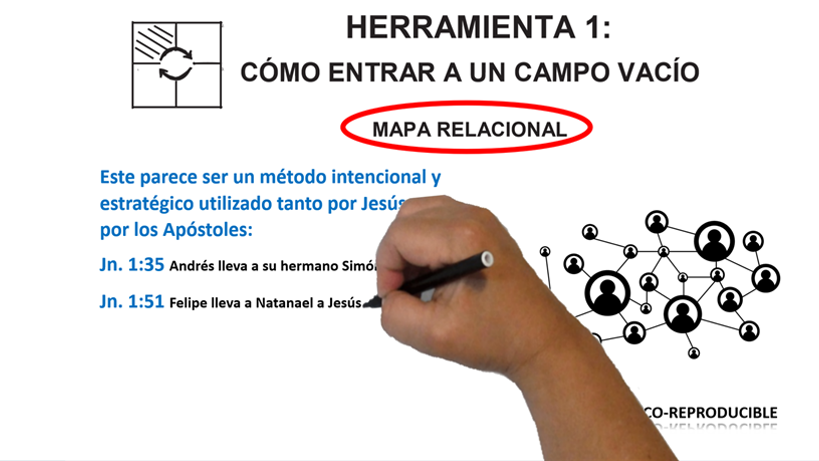 HERRAMIENTA 1:
CÓMO ENTRAR A UN CAMPO VACÍO
MAPA RELACIONAL
Este parece ser un método intencional y
estratégico utilizado tanto por Jesús
por los Apóstoles:
Jn. 1:35 Andrés lleva a su hermano
Jn. 1:51 Felipe lleva a Natanael a Jesús
CO-REPRODUCIBLE